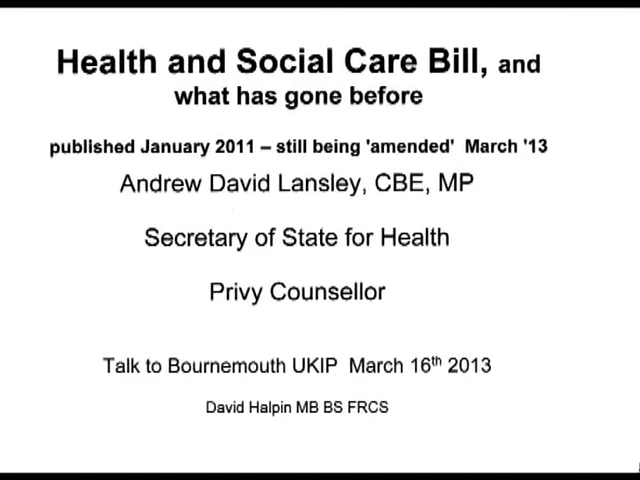 Health and Social Care Bill, and
what has gone before
published January 2011 – still being 'amended' March '13
Andrew David Lansley, CBE, MP
Secretary of State for Health
Privy Counsellor
Talk to Bournemouth UKIP March 16th 2013
David Halpin MB BS FRCS